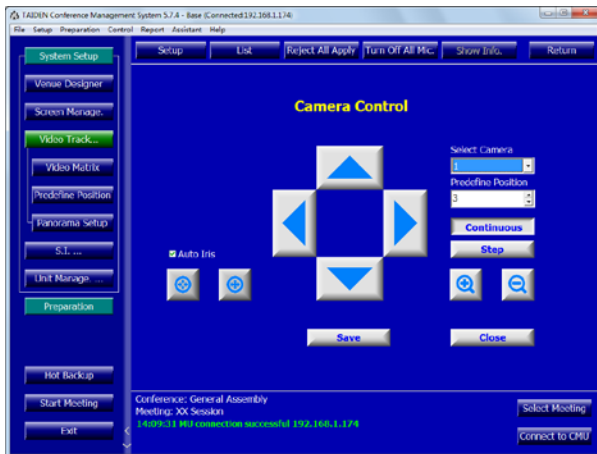 TAIDEN Conference Management System 5.7.4 - Base (Connected:192.168.1.174)
File Setup Preparation Control Report Assistant Help
System Setup
Venue Designer
Screen Manage.
Video Track...
Video Matrix
Predefine Position
Panorama Setup
S.I. ...
Unit Manage. ...
Preparation
Hot Backup
Start Meeting
Exit
Setup List Reject All Apply Turn Off All Mic. Show Info. Return
Camera Control
Select Camera
1
Predefine Position
3
Continuous
Step
Auto Iris
Save Close
Conference: General Assembly
Meeting: XX Session
14:09:31 MU connection successful 192.168.1.174
Select Meeting
Connect to CMU